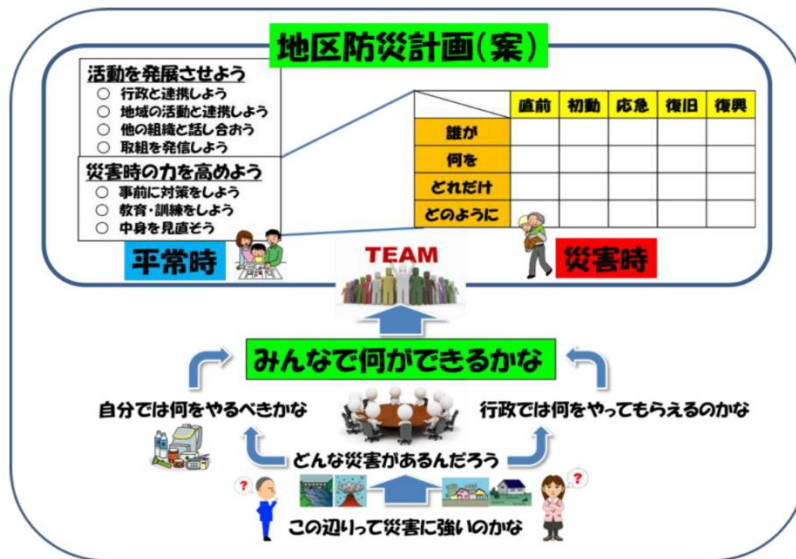 地区防災計画(案)
活動を発展させよう
○ 行政と連携しよう
○ 地域の活動と連携しよう
○ 他の組織と話し合おう
○ 取組を発信しよう
災害時の力を高めよう
○ 事前に対策をしよう
○ 教育・訓練をしよう
○ 中身を見直そう
平常時
直前 初動 応急 復旧 復興
誰が
何を
どれだけ
どのように
災害時
TEAM
みんなで何ができるかな
自分では何をやるべきかな
行政では何をやってもらえるのかな
どんな災害があるんだろう
?
?
この辺りって災害に強いのかな